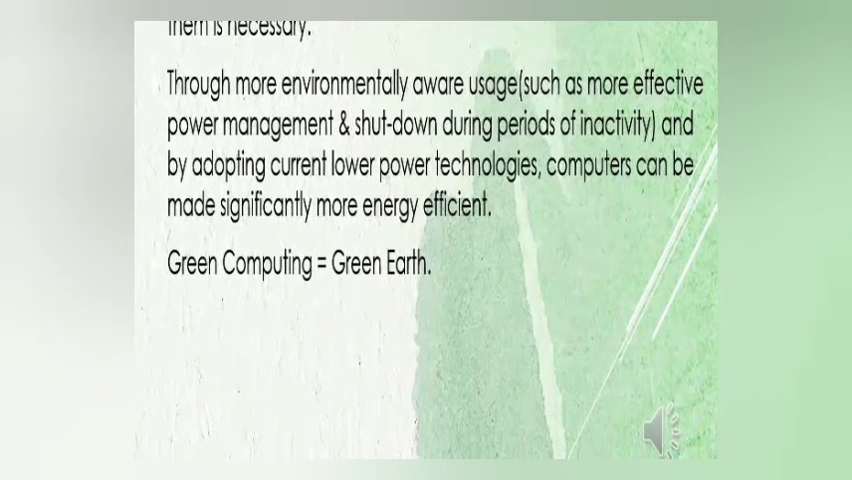 them is necessary.
Through more environmentally aware usage(such as more effective
power management & shut-down during periods of inactivity) and
by adopting current lower power technologies, computers can be
made significantly more energy efficient.
Green Computing = Green Earth.